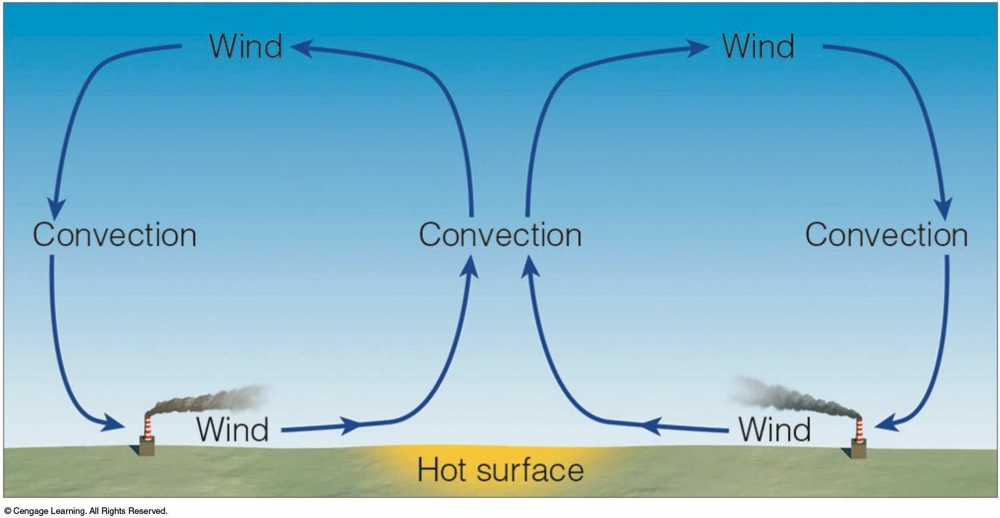 Wind
Wind
Convection
Convection
Convection
Wind
Wind
Hot surface
© Cengage Learning. All Rights Reserved.